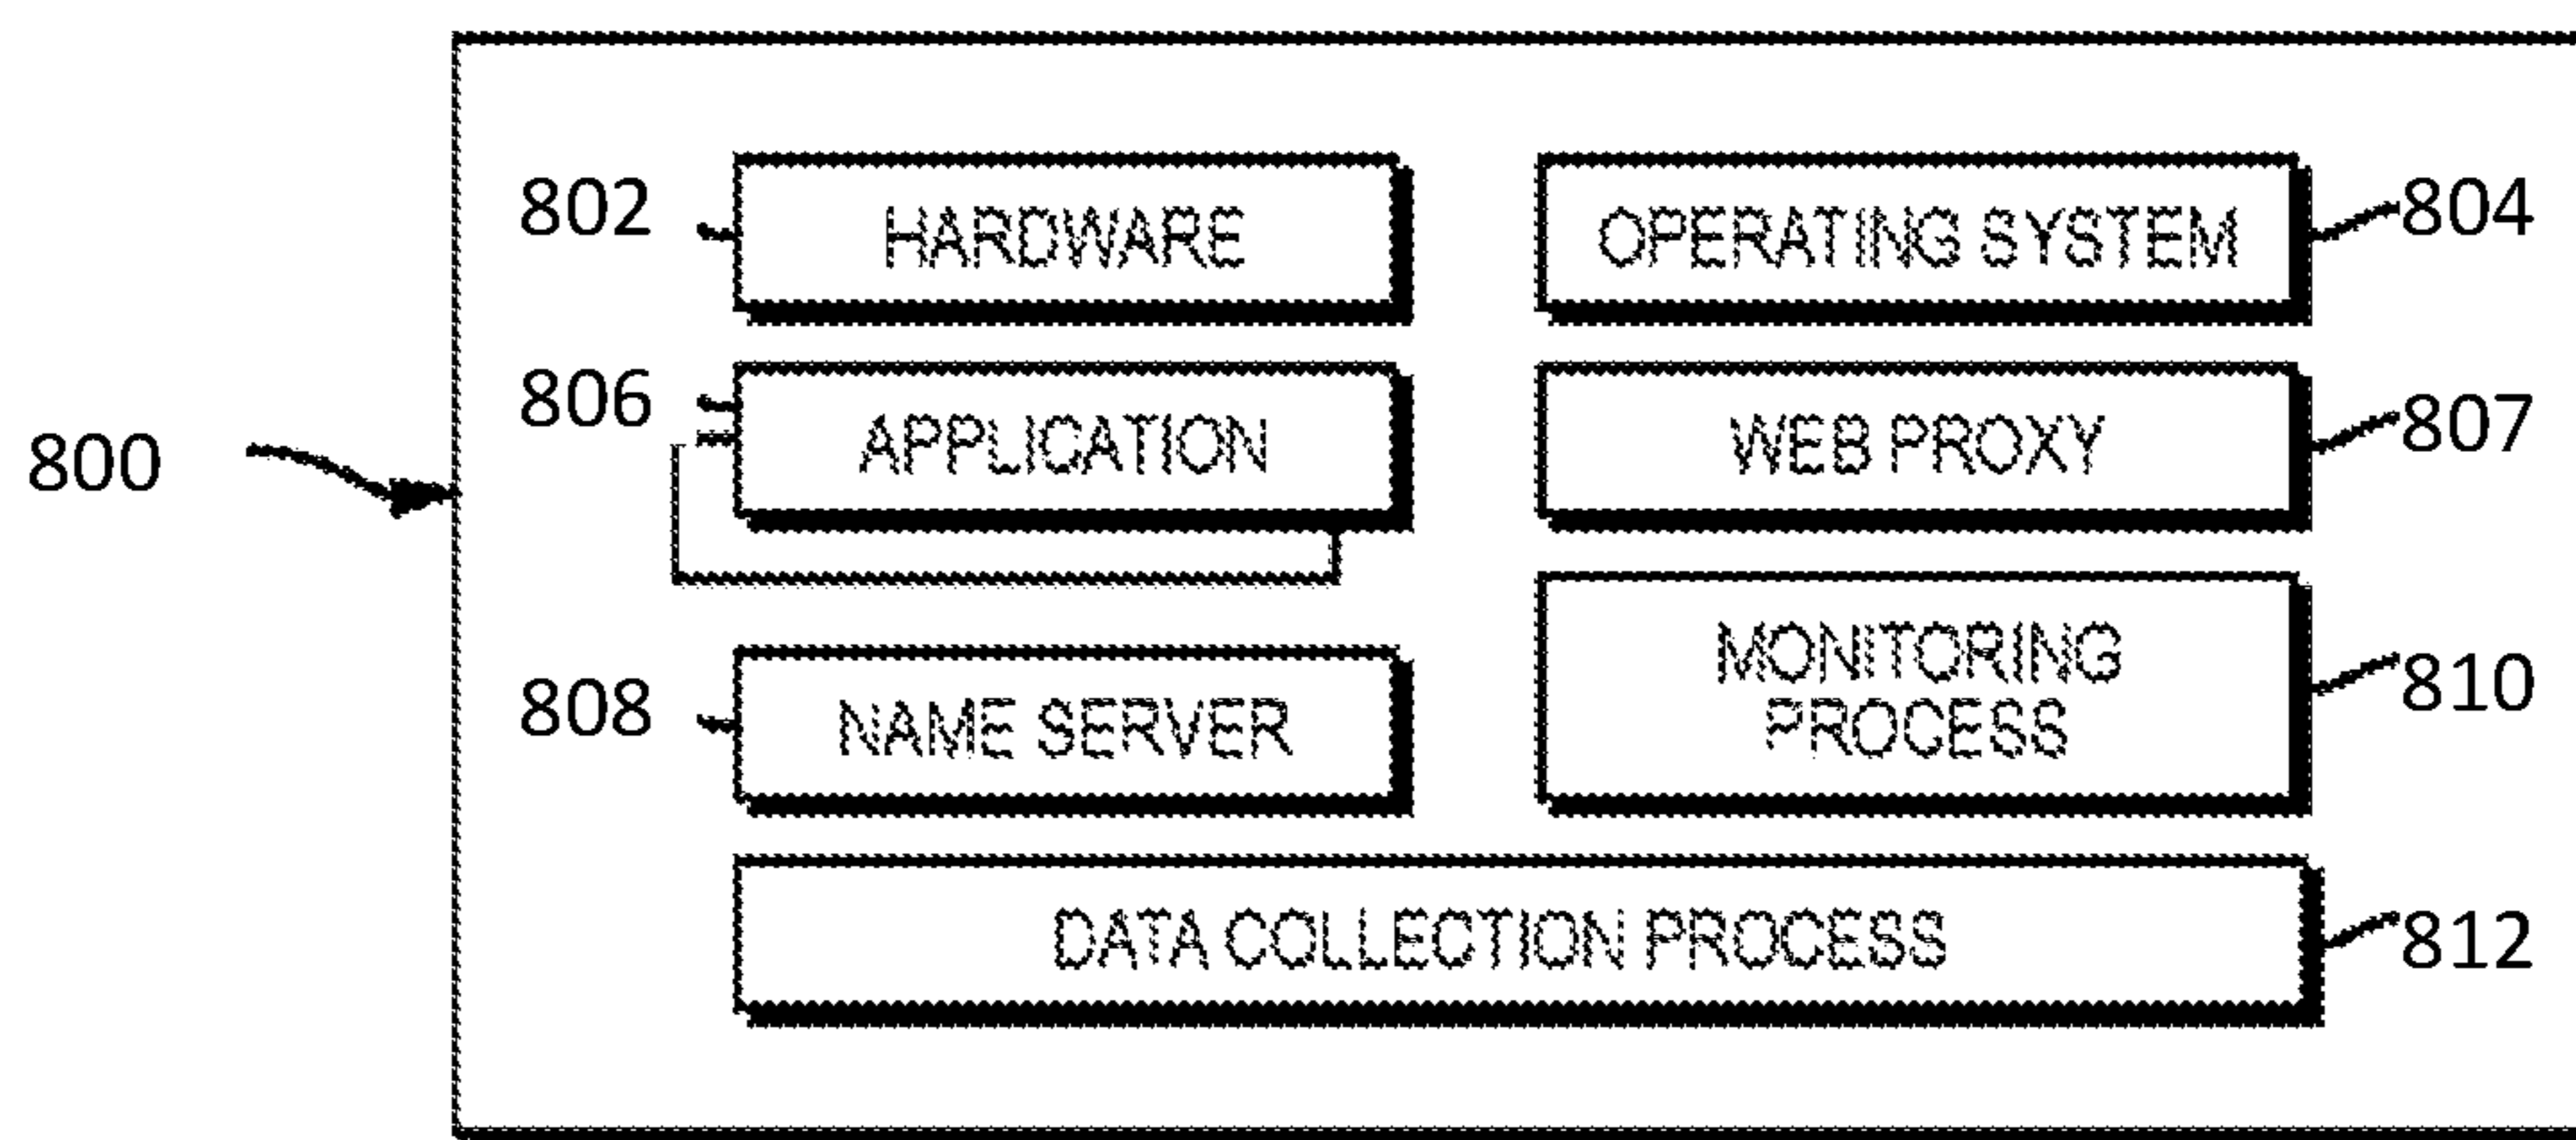 802 HARDWARE OPERATING SYSTEM 804
806 APPLICATION WEB PROXY 807
800
808 NAME SERVER MONITORING PROCESS 810
DATA COLLECTION PROCESS 812